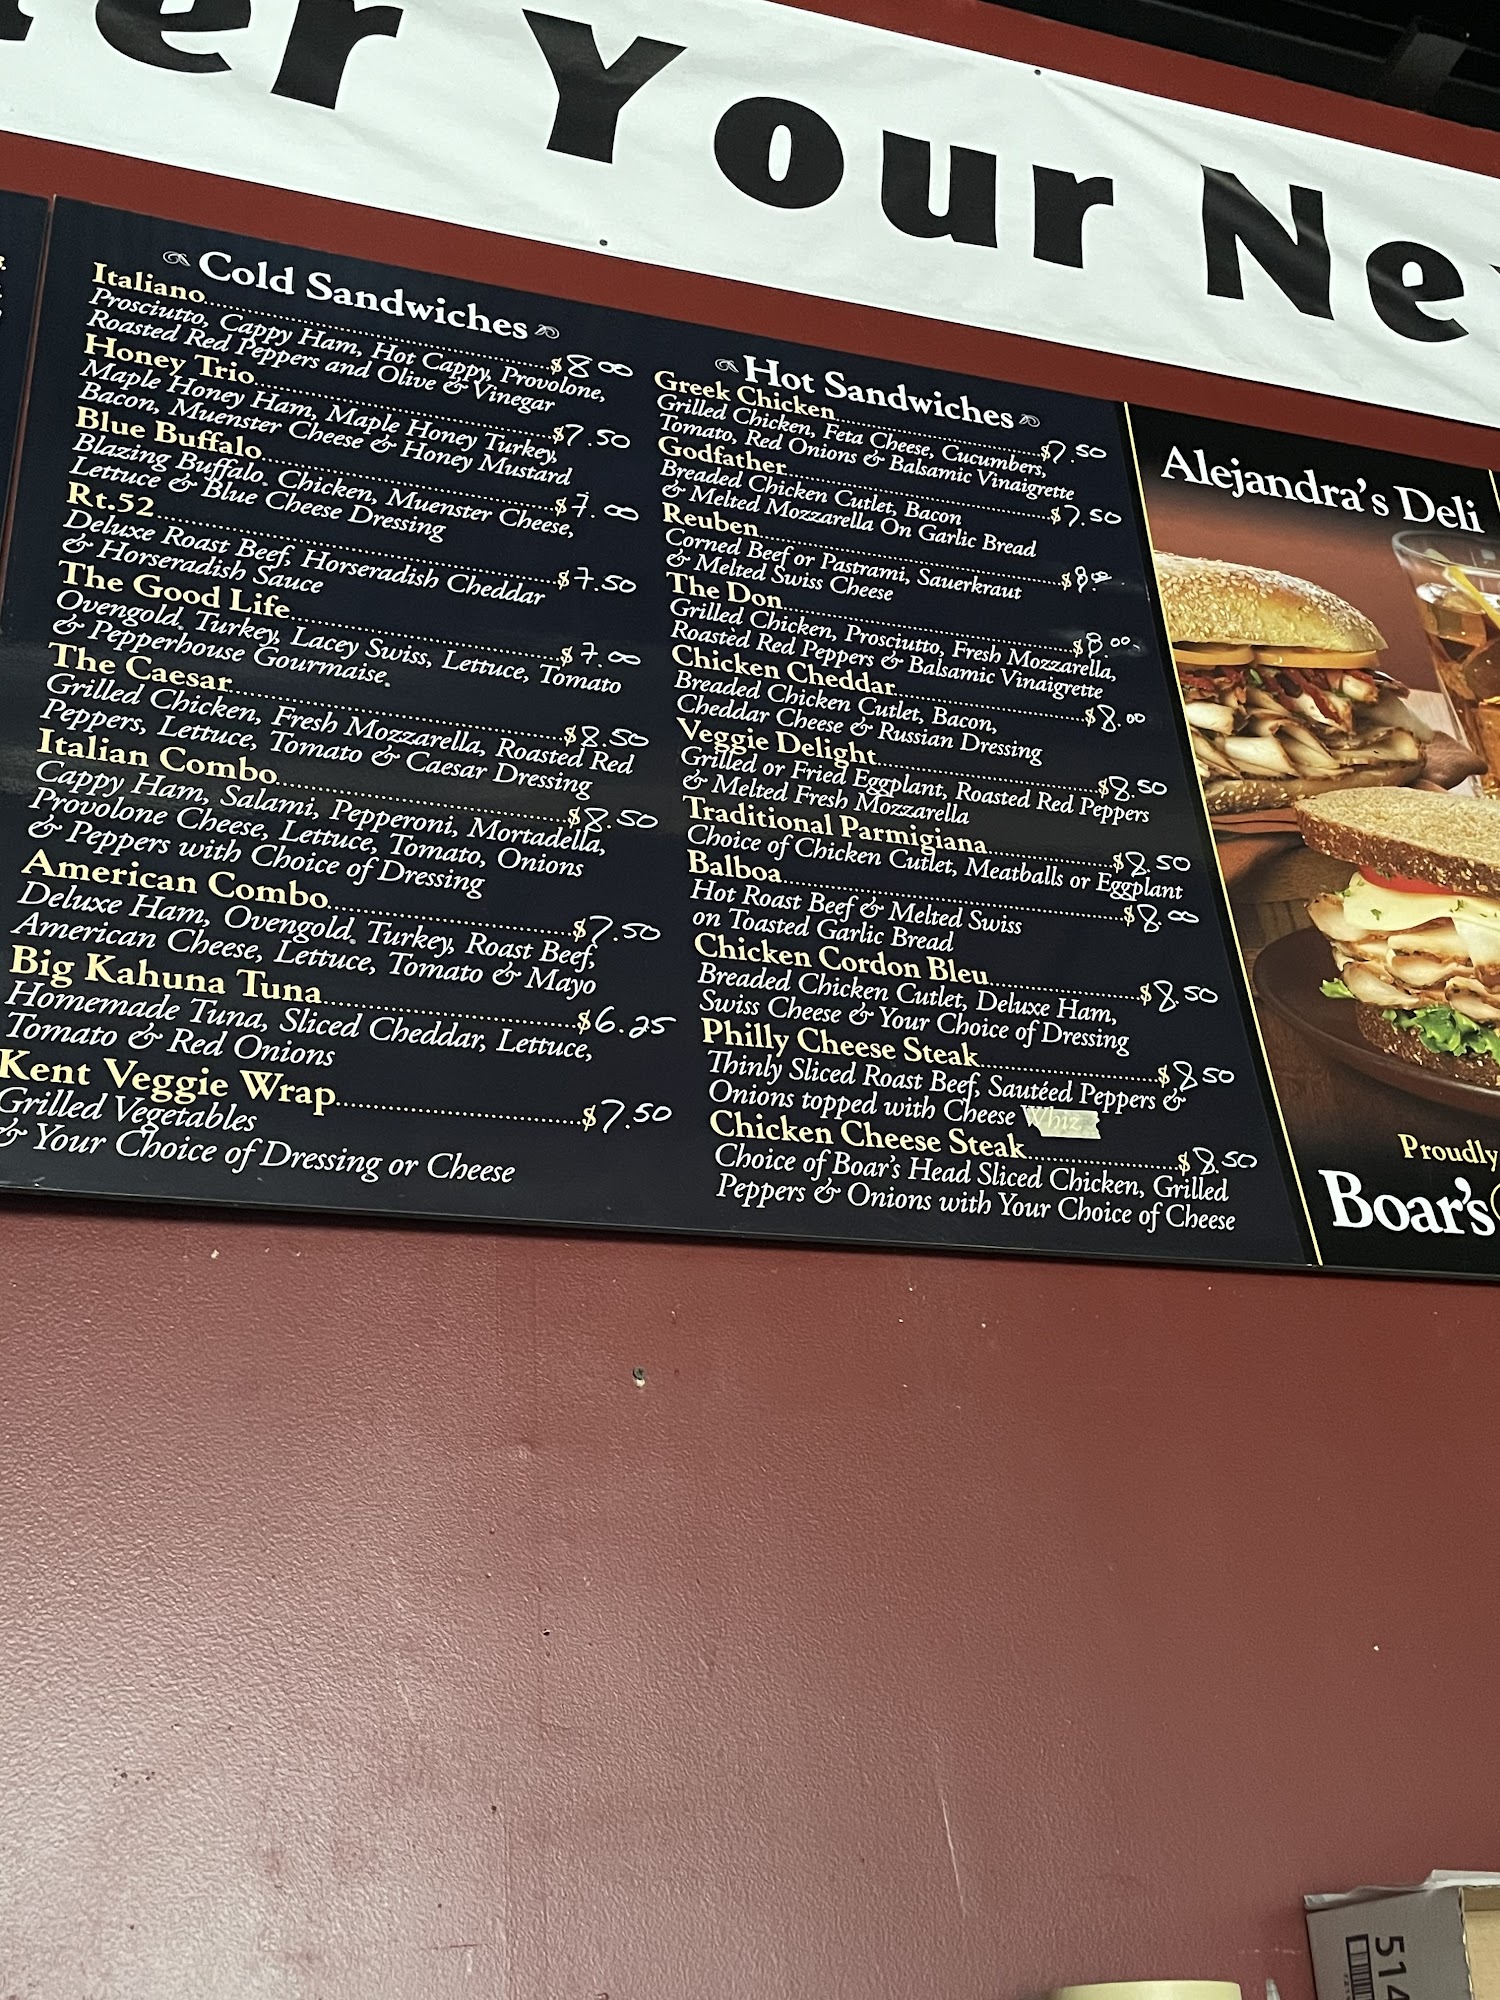 Your
Cold Sandwiches
Italiano $8.00
Prosciutto, Cappy Ham, Hot Cappy, Provolone,
Roasted Red Peppers and Olive & Vinegar
Honey Trio $7.50
Maple Honey Ham, Maple Honey Turkey,
Bacon, Muenster Cheese & Honey Mustard
Blue Buffalo $7.00
Blazing Buffalo® Chicken, Muenster Cheese,
Lettuce & Blue Cheese Dressing
Rt.52 $7.50
Deluxe Roast Beef, Horseradish Cheddar
& Horseradish Sauce
The Good Life $7.00
Ovengold® Turkey, Lacey Swiss, Lettuce, Tomato
& Pepperhouse Gourmaise®
The Caesar $8.50
Grilled Chicken, Fresh Mozzarella, Roasted Red
Peppers, Lettuce, Tomato & Caesar Dressing
Italian Combo $8.50
Cappy Ham, Salami, Pepperoni, Mortadella,
Provolone Cheese, Lettuce, Tomato, Onions
& Peppers with Choice of Dressing
American Combo $7.50
Deluxe Ham, Ovengold® Turkey, Roast Beef,
American Cheese, Lettuce, Tomato & Mayo
Big Kahuna Tuna $6.25
Homemade Tuna, Sliced Cheddar, Lettuce,
Tomato & Red Onions
Kent Veggie Wrap $7.50
Grilled Vegetables
& Your Choice of Dressing or Cheese
Hot Sandwiches
Greek Chicken $7.50
Grilled Chicken, Feta Cheese, Cucumbers,
Tomato, Red Onions & Balsamic Vinaigrette
Godfather $7.50
Breaded Chicken Cutlet, Bacon
& Melted Mozzarella On Garlic Bread
Reuben $8.00
Corned Beef or Pastrami, Sauerkraut
& Melted Swiss Cheese
The Don $8.00
Grilled Chicken, Prosciutto, Fresh Mozzarella,
Roasted Red Peppers & Balsamic Vinaigrette
Chicken Cheddar $8.00
Breaded Chicken Cutlet, Bacon,
Cheddar Cheese & Russian Dressing
Veggie Delight $8.50
Grilled or Fried Eggplant, Roasted Red Peppers
& Melted Fresh Mozzarella
Traditional Parmigiana $8.50
Choice of Chicken Cutlet, Meatballs or Eggplant
Balboa $8.00
Hot Roast Beef & Melted Swiss
on Toasted Garlic Bread
Chicken Cordon Bleu $8.50
Breaded Chicken Cutlet, Deluxe Ham,
Swiss Cheese & Your Choice of Dressing
Philly Cheese Steak $8.50
Thinly Sliced Roast Beef, Sautéed Peppers &
Onions topped with Cheese Whiz
Chicken Cheese Steak $8.50
Choice of Boar's Head Sliced Chicken, Grilled
Peppers & Onions with Your Choice of Cheese
Alejandra's Deli
Proudly
Boar's
514